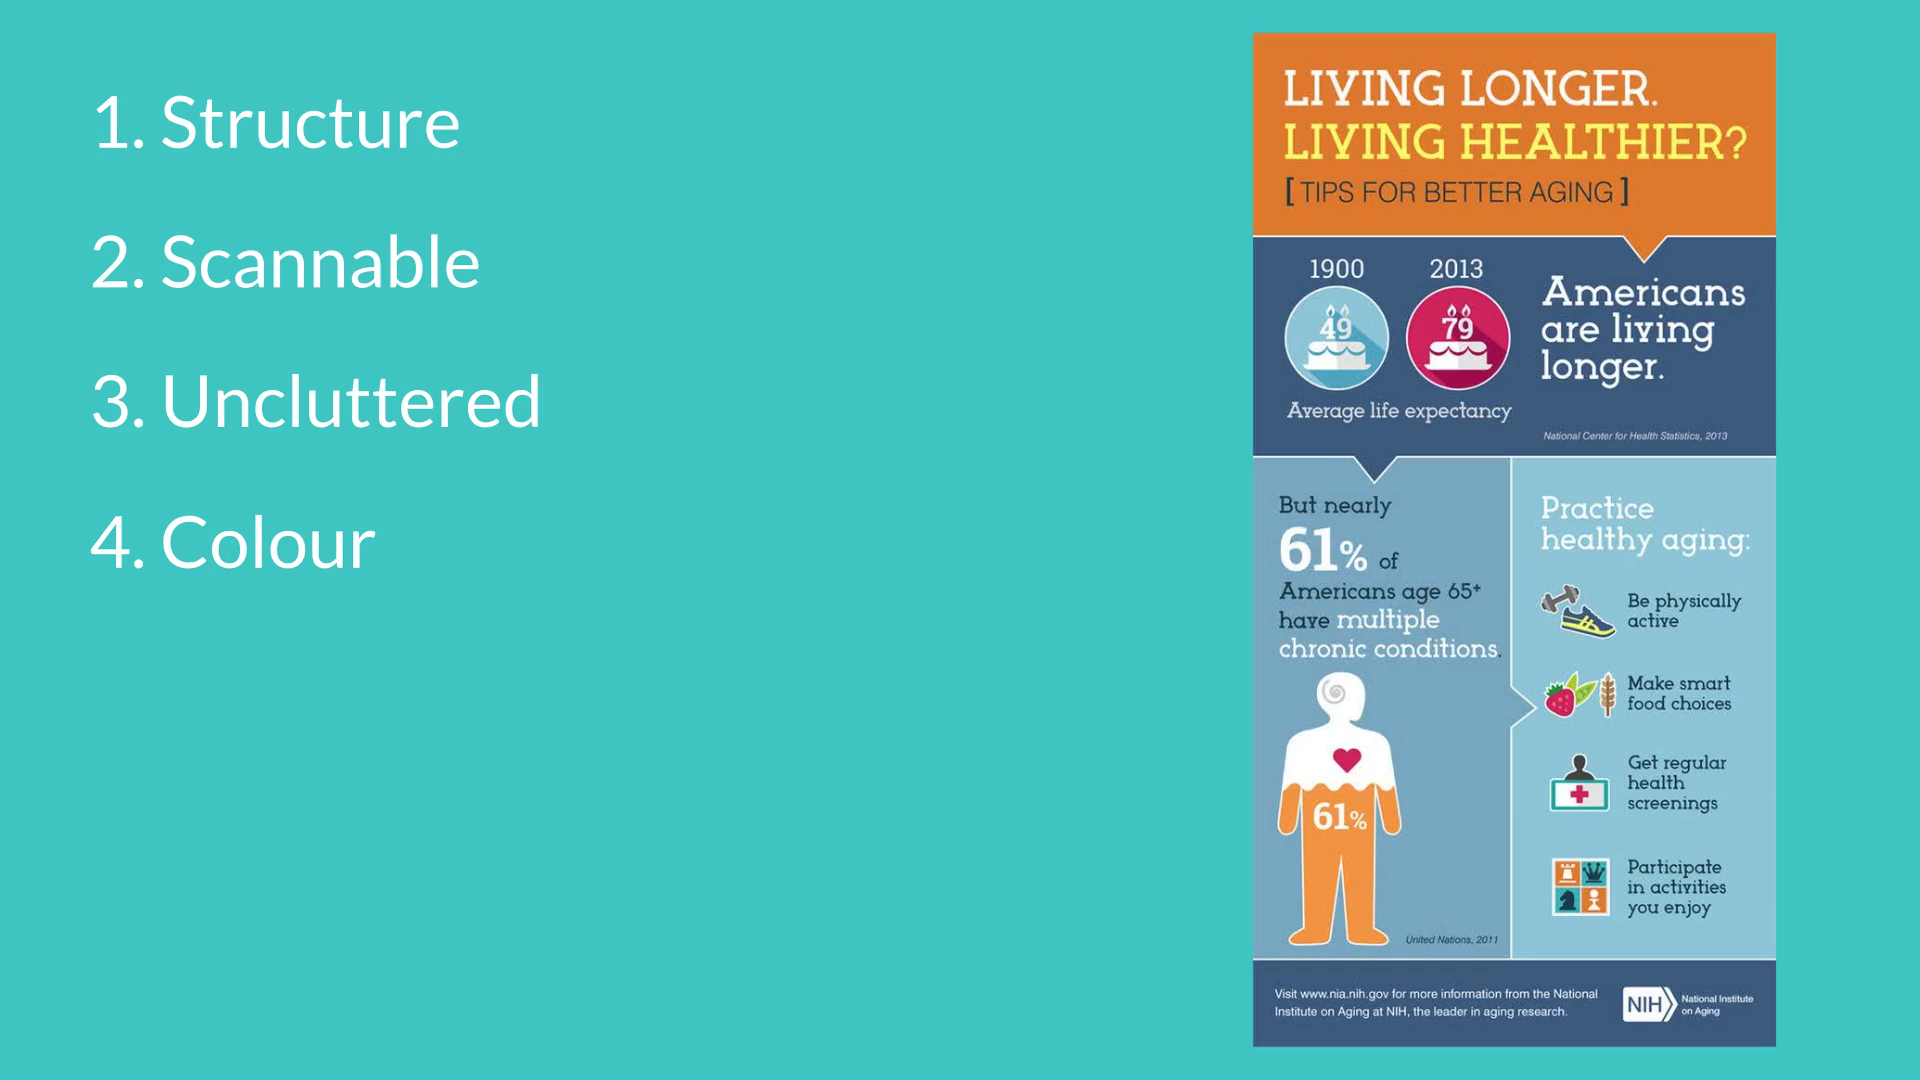 1. Structure
2. Scannable
3. Uncluttered
4. Colour
LIVING LONGER.
LIVING HEALTHIER?
[ TIPS FOR BETTER AGING ]
1900
2013
49
79
Average life expectancy
Americans
are living
longer.
National Center for Health Statistics, 2013
But nearly
61% of
Americans age 65+
have multiple
chronic conditions.
61%
United Nations, 2011
Practice
healthy aging:
Be physically
active
Make smart
food choices
Get regular
health
screenings
Participate
in activities
you enjoy
Visit www.nia.nih.gov for more information from the National
Institute on Aging at NIH, the leader in aging research.
NIH
National Institute
on Aging